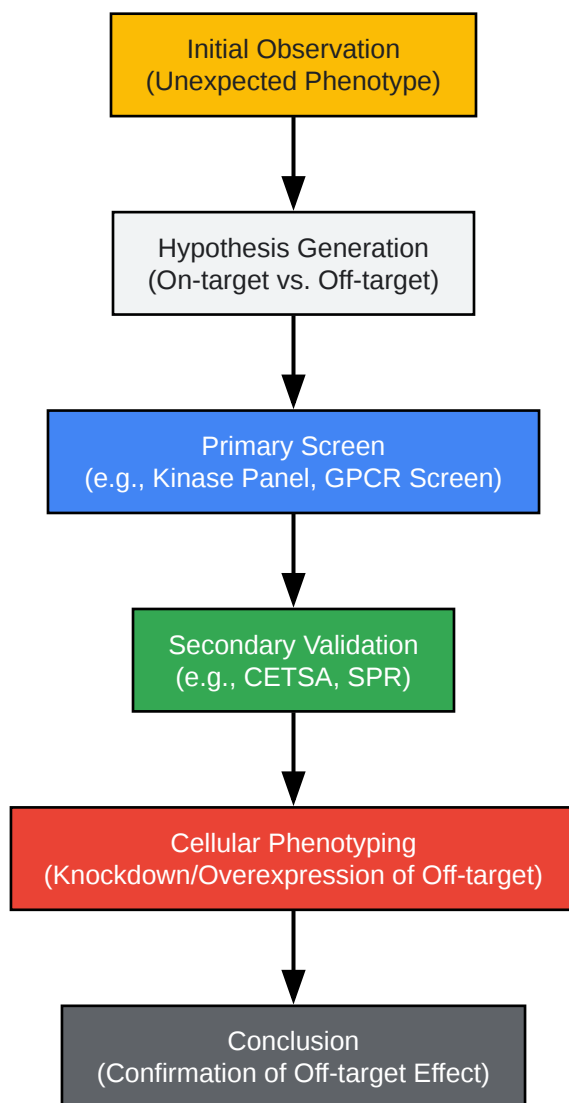 Initial Observation
(Unexpected Phenotype)
Hypothesis Generation
(On-target vs. Off-target)
Primary Screen
(e.g., Kinase Panel, GPCR Screen)
Secondary Validation
(e.g., CETSA, SPR)
Cellular Phenotyping
(Knockdown/Overexpression of Off-target)
Conclusion
(Confirmation of Off-target Effect)